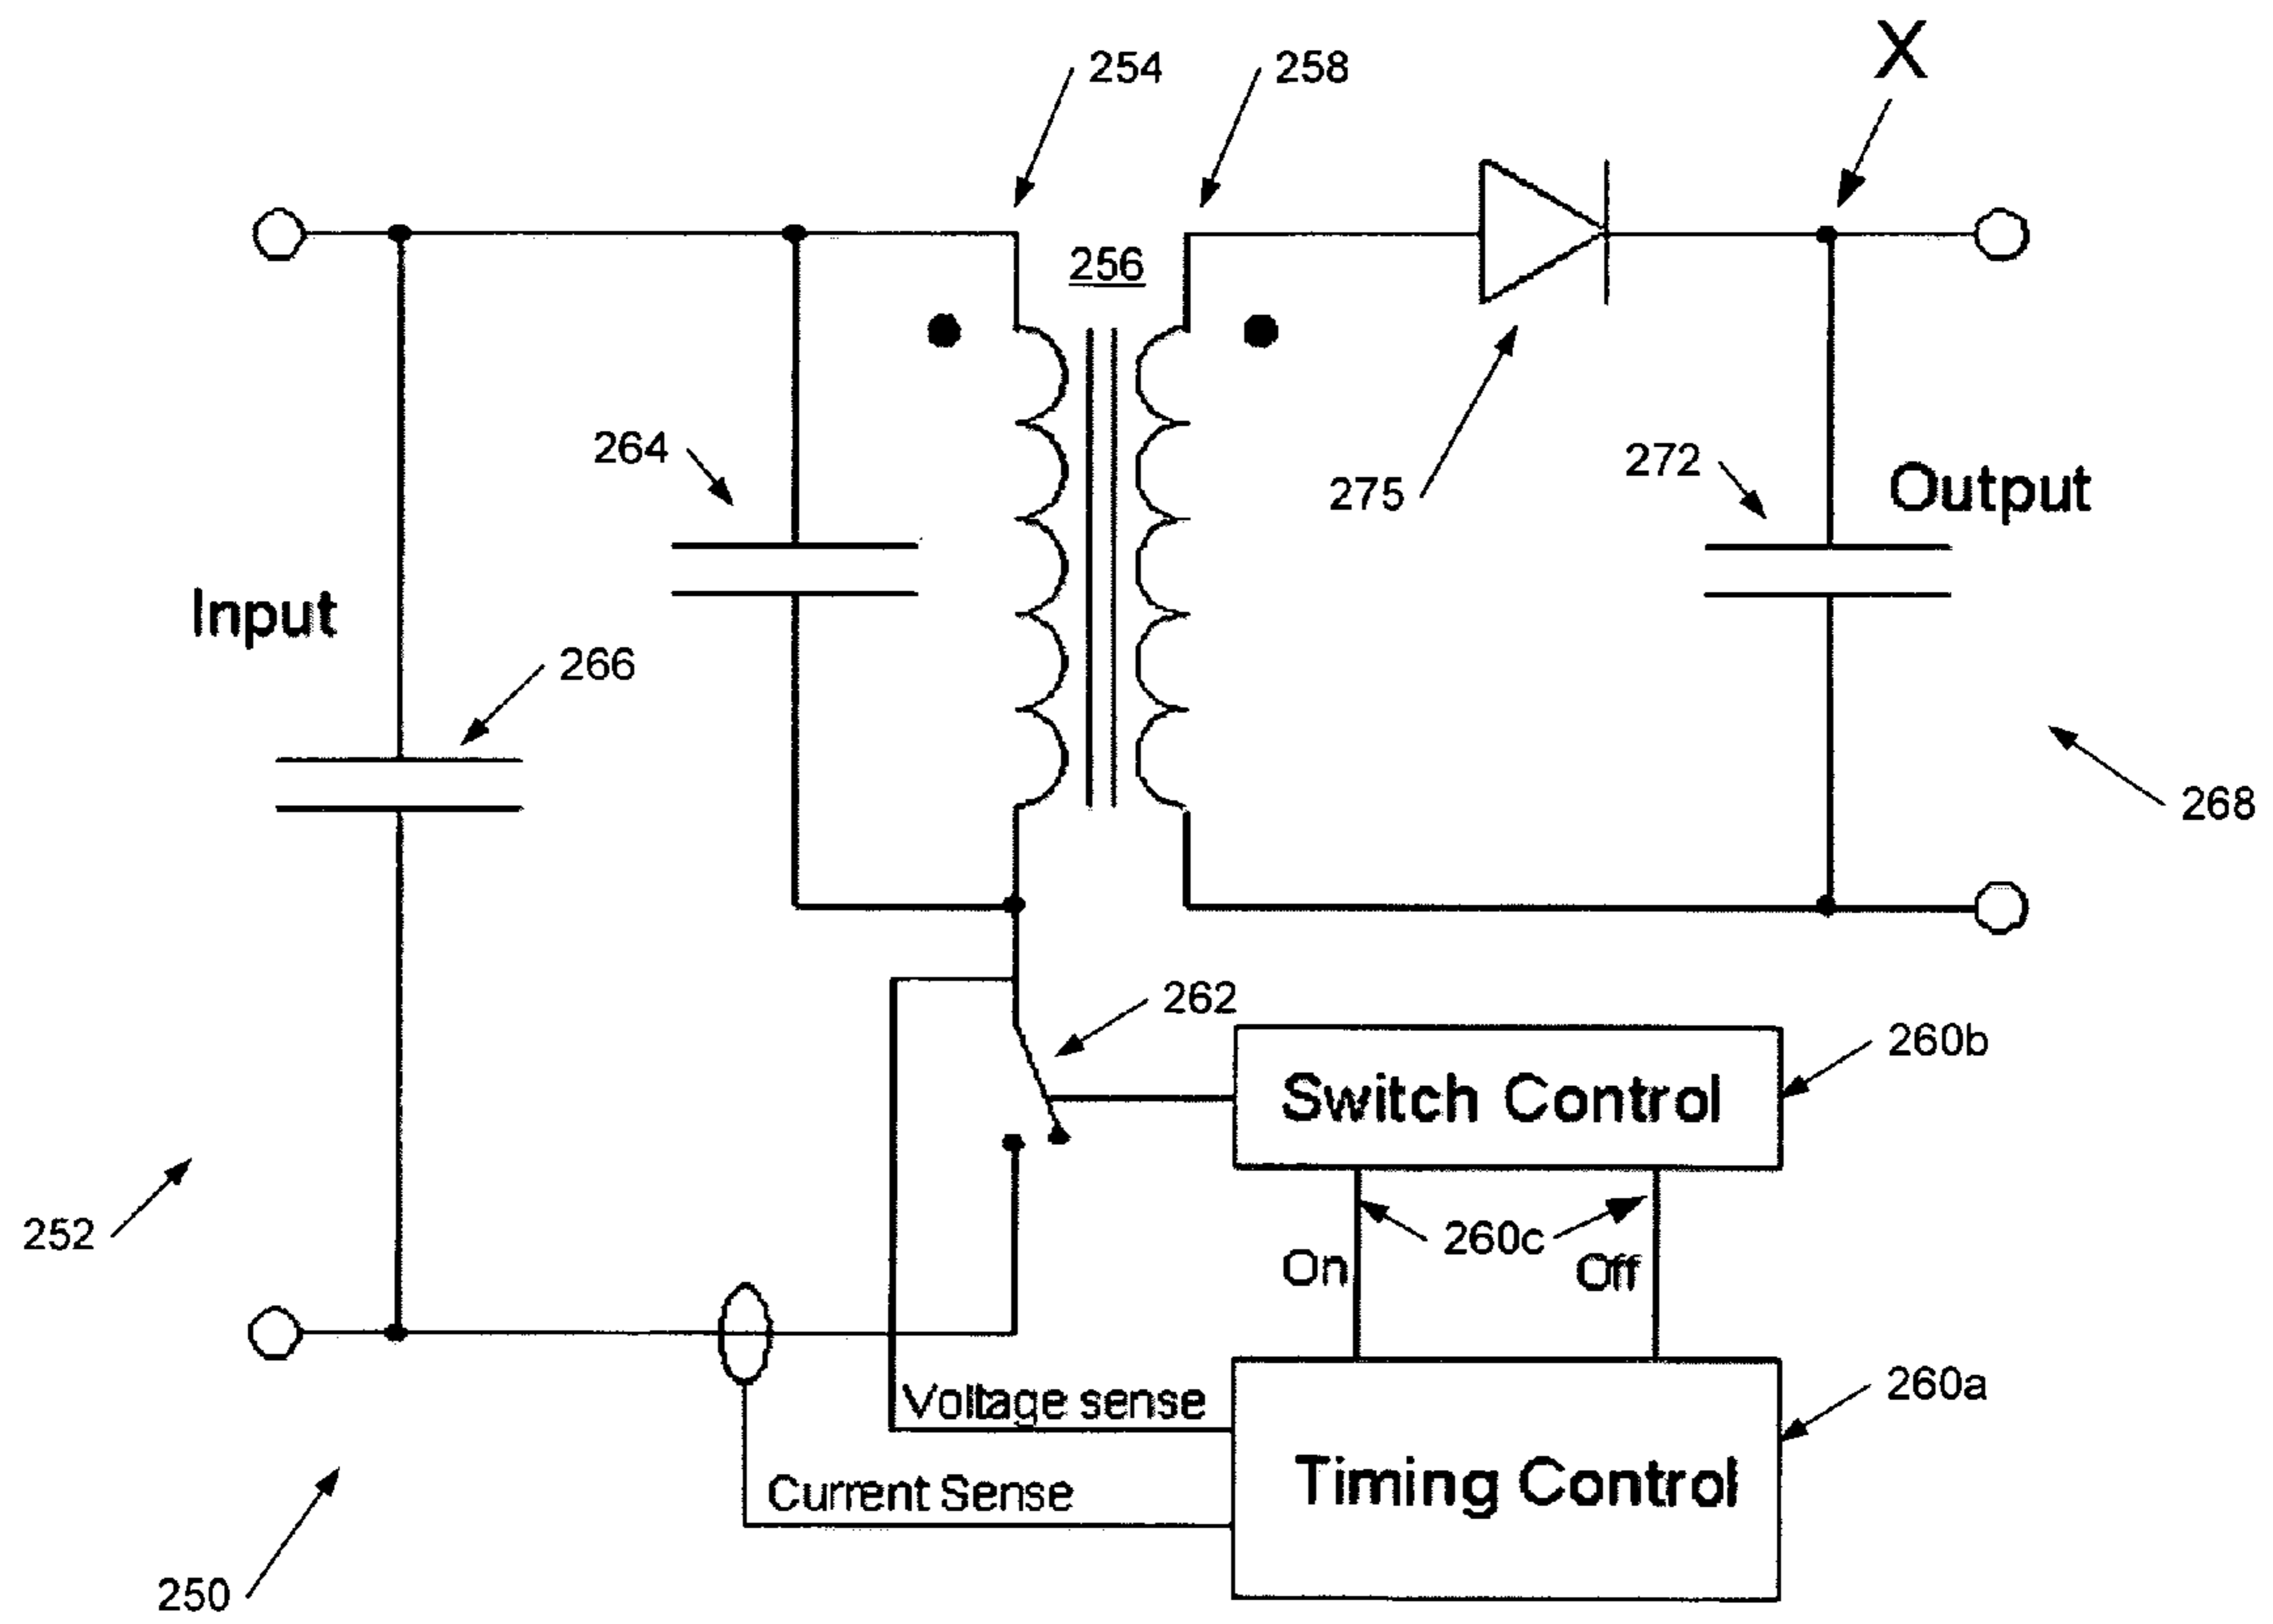 X
254
258
256
264
275
272
Output
Input
266
268
262
260b
Switch Control
252
260c
On
Off
260a
Voltage sense
Timing Control
Current Sense
250